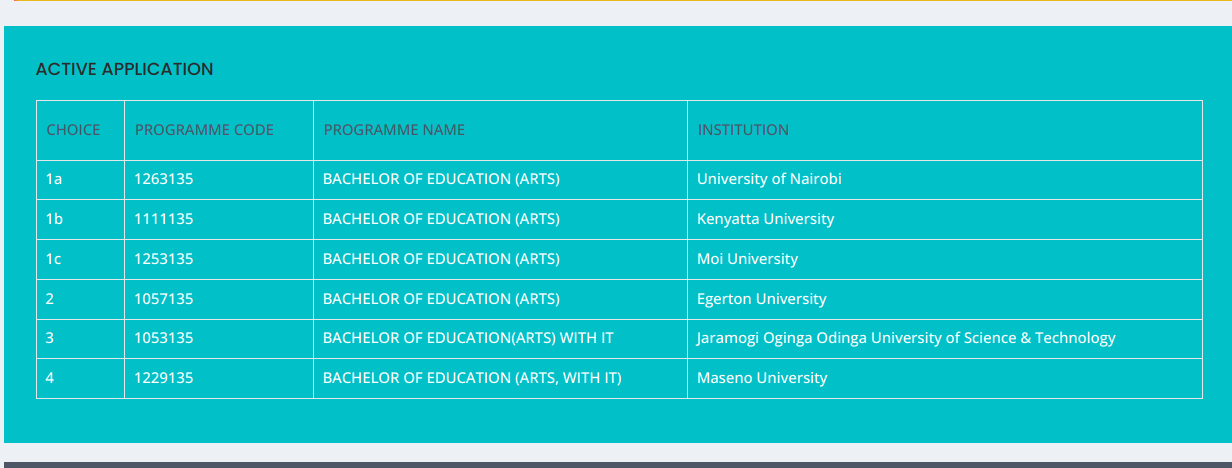 ACTIVE APPLICATION
CHOICE PROGRAMME CODE PROGRAMME NAME INSTITUTION
1a 1263135 BACHELOR OF EDUCATION (ARTS) University of Nairobi
1b 1111135 BACHELOR OF EDUCATION (ARTS) Kenyatta University
1c 1253135 BACHELOR OF EDUCATION (ARTS) Moi University
2 1057135 BACHELOR OF EDUCATION (ARTS) Egerton University
3 1053135 BACHELOR OF EDUCATION(ARTS) WITH IT Jaramogi Oginga Odinga University of Science & Technology
4 1229135 BACHELOR OF EDUCATION (ARTS, WITH IT) Maseno University